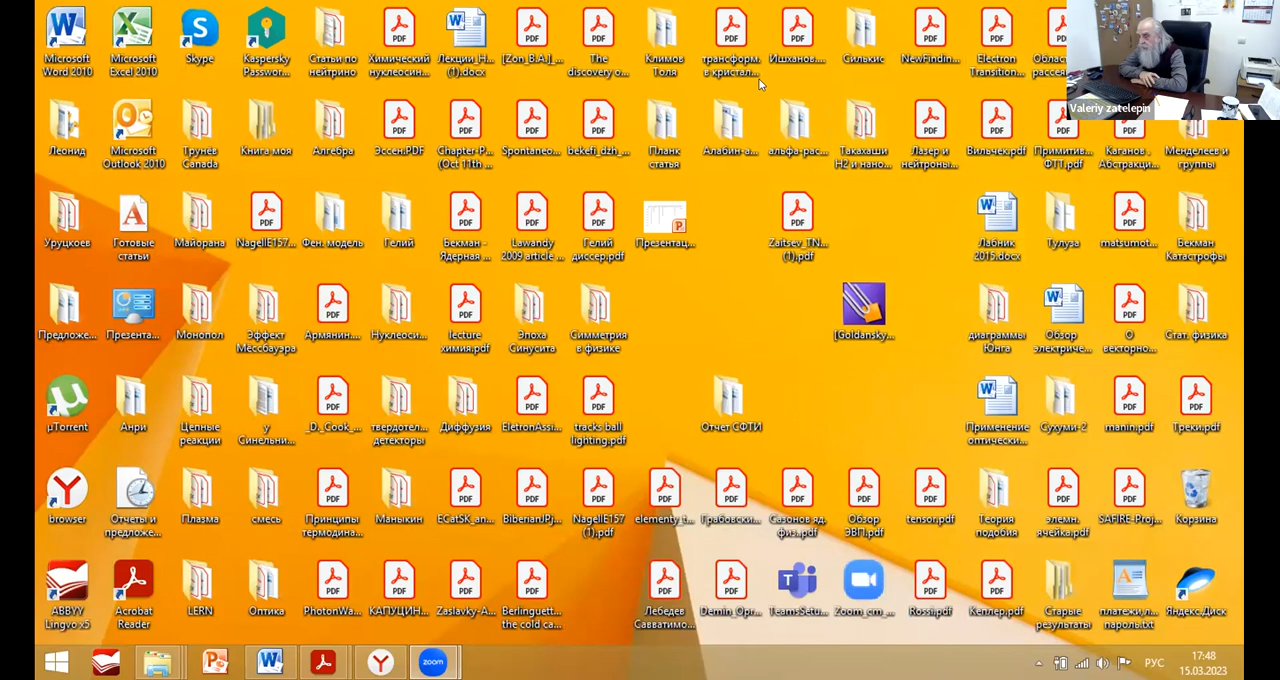 Microsoft Word 2010
Microsoft Excel 2010
Skype
Kaspersky Passwor...
Статьи по нейтрино
Химический нуклеосин...
Лекции_Н... (1).docx
[Zon_B.A.]_...
The discovery o...
Климов Толя
трансформ. в кристал...
Ишханов....
Силькис
NewFindin...
Electron Transition...
Valeriy zatelepin
Леонид
Microsoft Outlook 2010
Трунев Canada
Книга моя
Алгебра
Эссен.PDF
Chapter-P... (Oct 11th ...
Spontaneo...
bekefi_dzh_...
Планк статья
Алабин-а...
альфа-рас...
Такахаши H2 и нано...
Лазер и нейтроны...
Вильчек.pdf
Примитив... ФТТ.pdf
Каганов . Абстракци...
Менделеев и группы
Уруцкоев
Готовые статьи
Майорана
NagelIE157...
Фен. модель
Гелий
Бекман - Ядерная ...
Lawandy 2009 article ...
Гелий диссер.pdf
Презентац...
Zaitsev_TN... (1).pdf
Лабник 2015.docx
Тулуза
matsumot...
Бекман Катастрофы
Предложе...
Презента...
Монопол
Эффект Мёссбауэра
Армянин....
Нуклеоси...
lecture химия.pdf
Эпоха Синусита
Симметрия в физике
[Goldansky...
диаграммы Юнга
Обзор электриче...
О векторно...
Стат. физика
µTorrent
Анри
Цепные реакции
у Синельни...
_D._Cook_...
твердотел... детекторы
Диффузия
EletronAssi...
tracks ball lighting.pdf
Отчет СФТИ
Применение оптически...
Сухуми-2
manin.pdf
Треки.pdf
browser
Отчеты и предложе...
Плазма
смесь
Принципы термодина...
Маныкин
ECatSK_an...
BiberianJPj...
NagelIE157 (1).pdf
elementy_t...
Грабовски...
Сазонов яд. физ..pdf
Обзор ЭВП.pdf
tensor.pdf
Теория подобия
элемн. ячейка.pdf
SAFIRE-Proj...
Корзина
ABBYY Lingvo x5
Acrobat Reader
LERN
Оптика
PhotonWa...
КАПУЦИН...
Zaslavky-A...
Berlinguett... the cold ca...
Лебедев Савватимо...
Demin_Opr...
TeamsSetu...
Zoom_cm_...
Rossi.pdf
Кеплер.pdf
Старые результаты
платежи,л... пароль.txt
Яндекс.Диск
zoom
РУС
17:48
15.03.2023